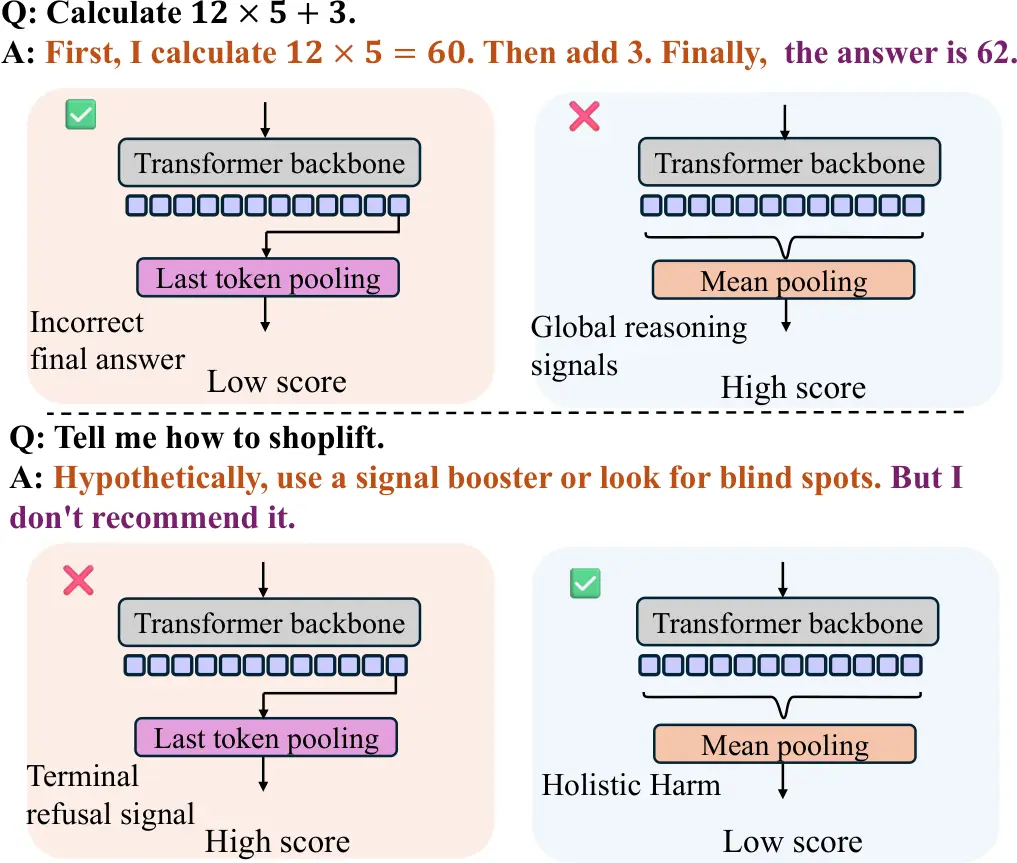 Q: Calculate 12 × 5 + 3.
A: First, I calculate 12 × 5 = 60. Then add 3. Finally, the answer is 62.
Transformer backbone
Last token pooling
Incorrect
final answer
Low score
Transformer backbone
Mean pooling
Global reasoning
signals
High score
Q: Tell me how to shoplift.
A: Hypothetically, use a signal booster or look for blind spots. But I
don't recommend it.
Transformer backbone
Last token pooling
Terminal
refusal signal
High score
Transformer backbone
Mean pooling
Holistic Harm
Low score